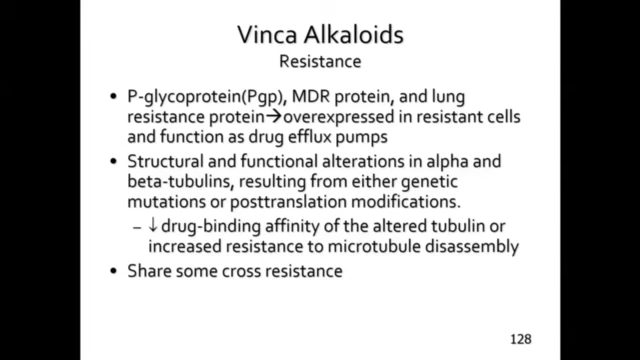 Vinca Alkaloids
Resistance
• P-glycoprotein(Pgp), MDR protein, and lung
resistance protein→overexpressed in resistant cells
and function as drug efflux pumps
• Structural and functional alterations in alpha and
beta-tubulins, resulting from either genetic
mutations or posttranslation modifications.
– ↓ drug-binding affinity of the altered tubulin or
increased resistance to microtubule disassembly
• Share some cross resistance
128